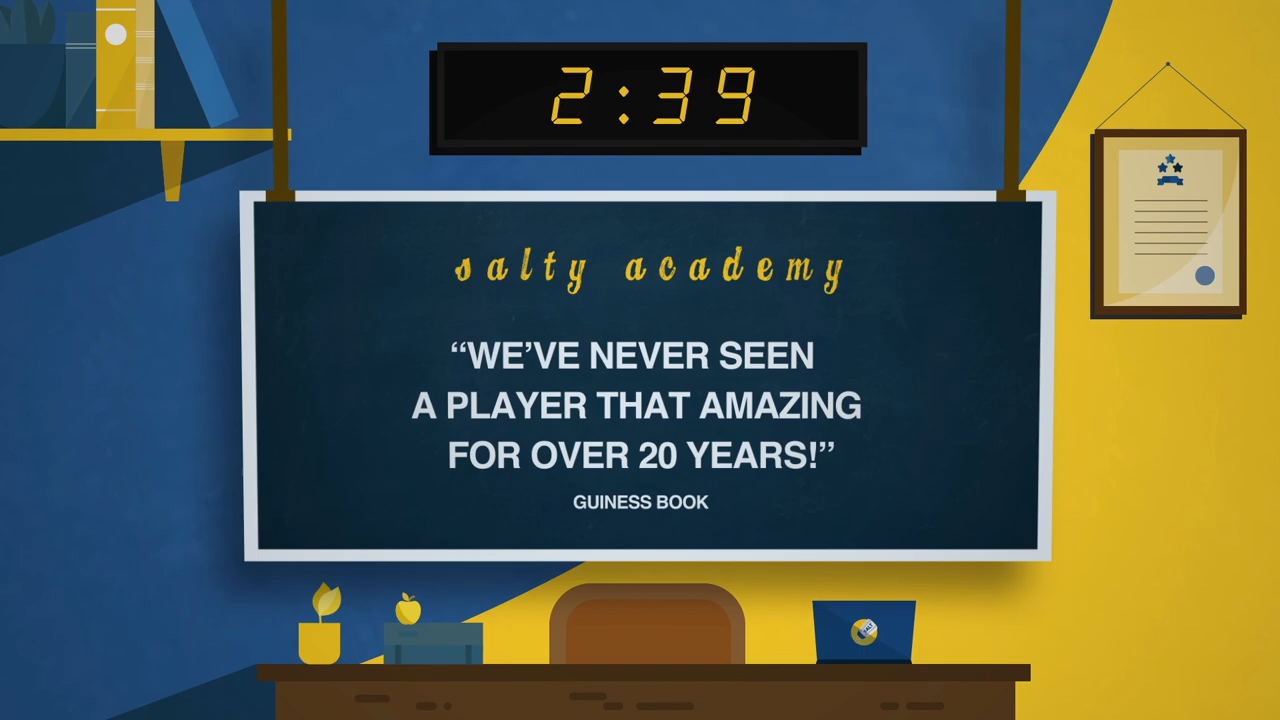 2:39
salty academy
“WE’VE NEVER SEEN
A PLAYER THAT AMAZING
FOR OVER 20 YEARS!”
GUINESS BOOK